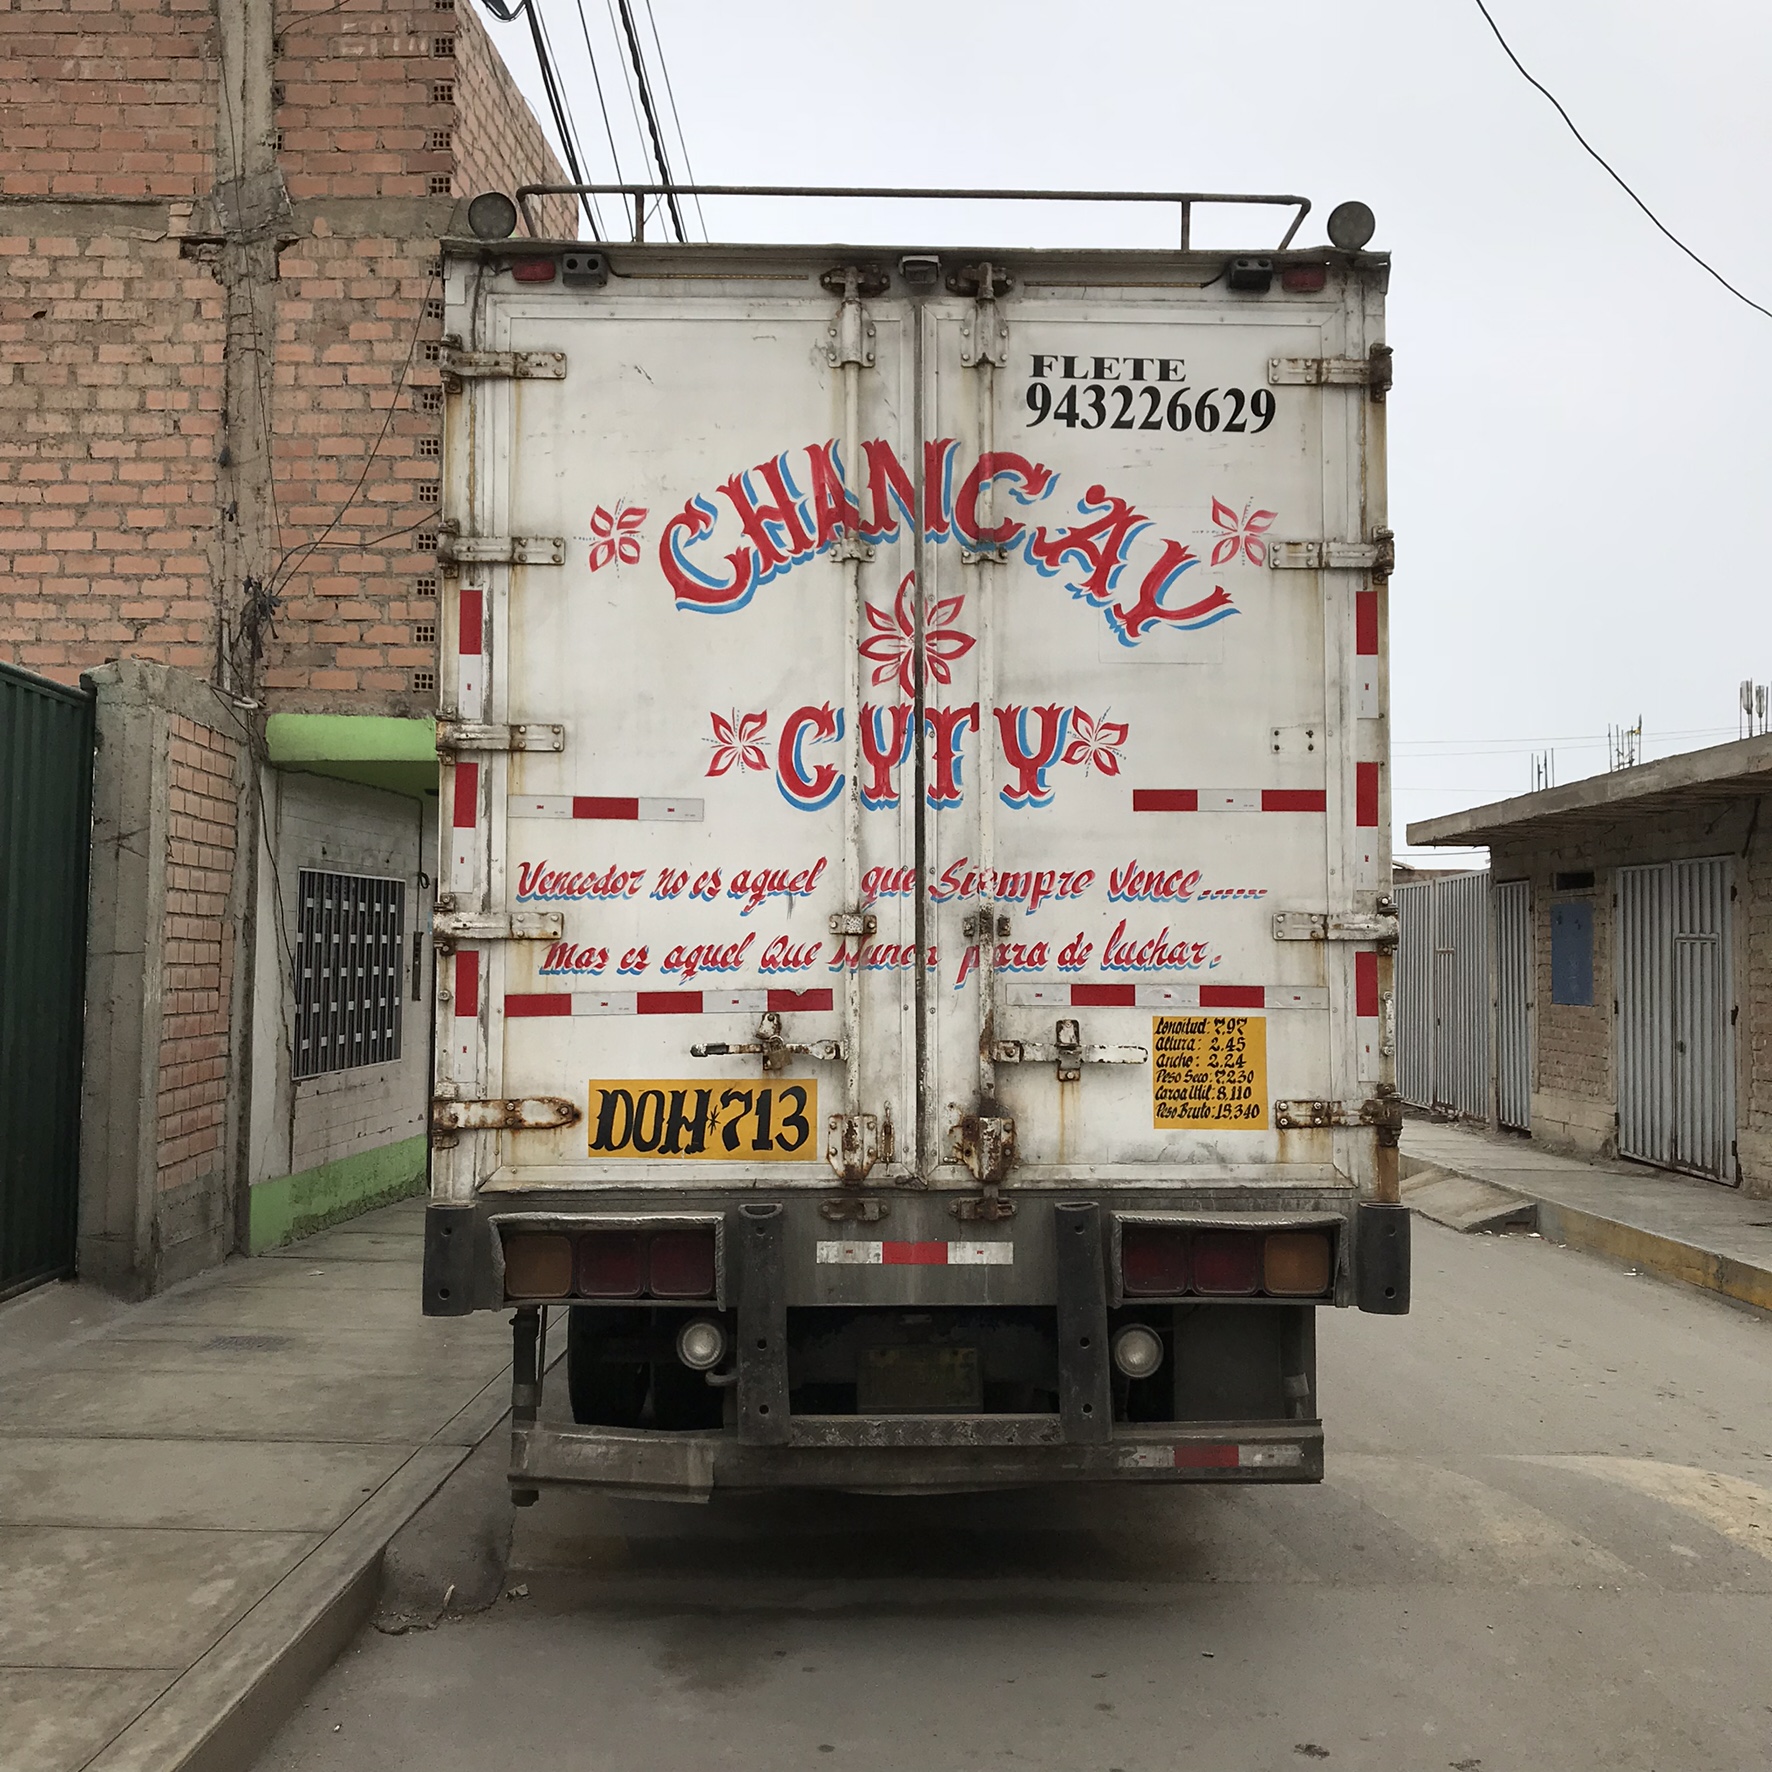 FLETE
943226629
CHANCAY
CYTY
Vencedor no es aquel que Siempre Vence......
Mas es aquel Que Nunca para de luchar.
Longitud: 7.97
Altura: 2.45
Ancho: 2.24
Peso Seco: 7.230
Carga Util: 8,110
Peso Bruto: 15,340
DOH*713